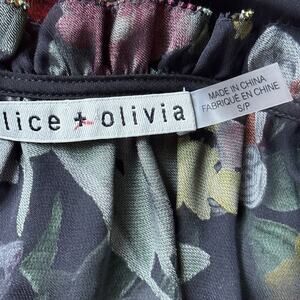 lice + olivia
MADE IN CHINA
FABRIQUÉ EN CHINE
S/P